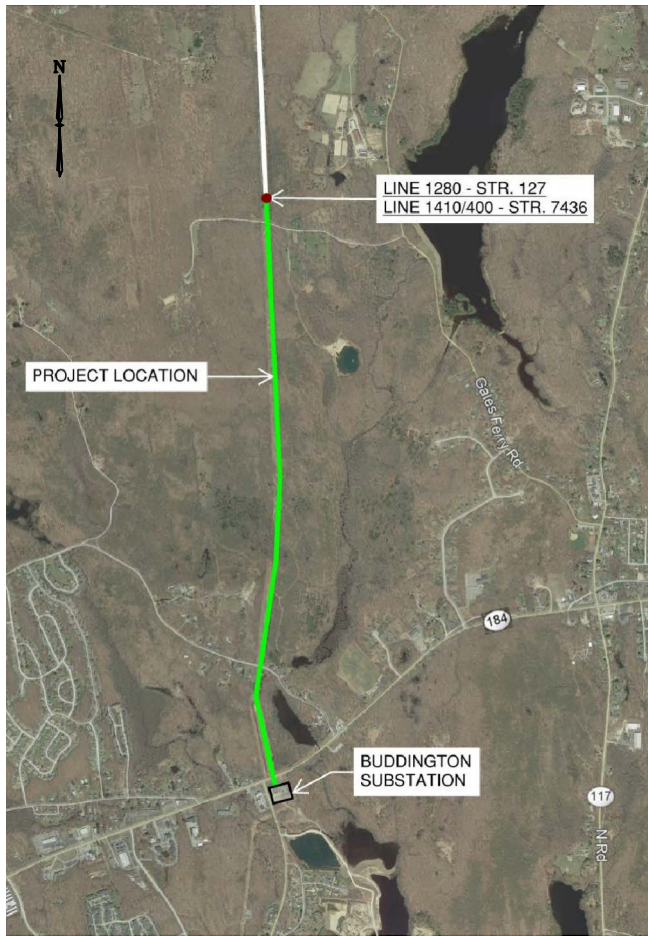 N
LINE 1280 - STR. 127
LINE 1410/400 - STR. 7436
PROJECT LOCATION
Gales Ferry Rd
184
BUDDINGTON
SUBSTATION
117
N Rd